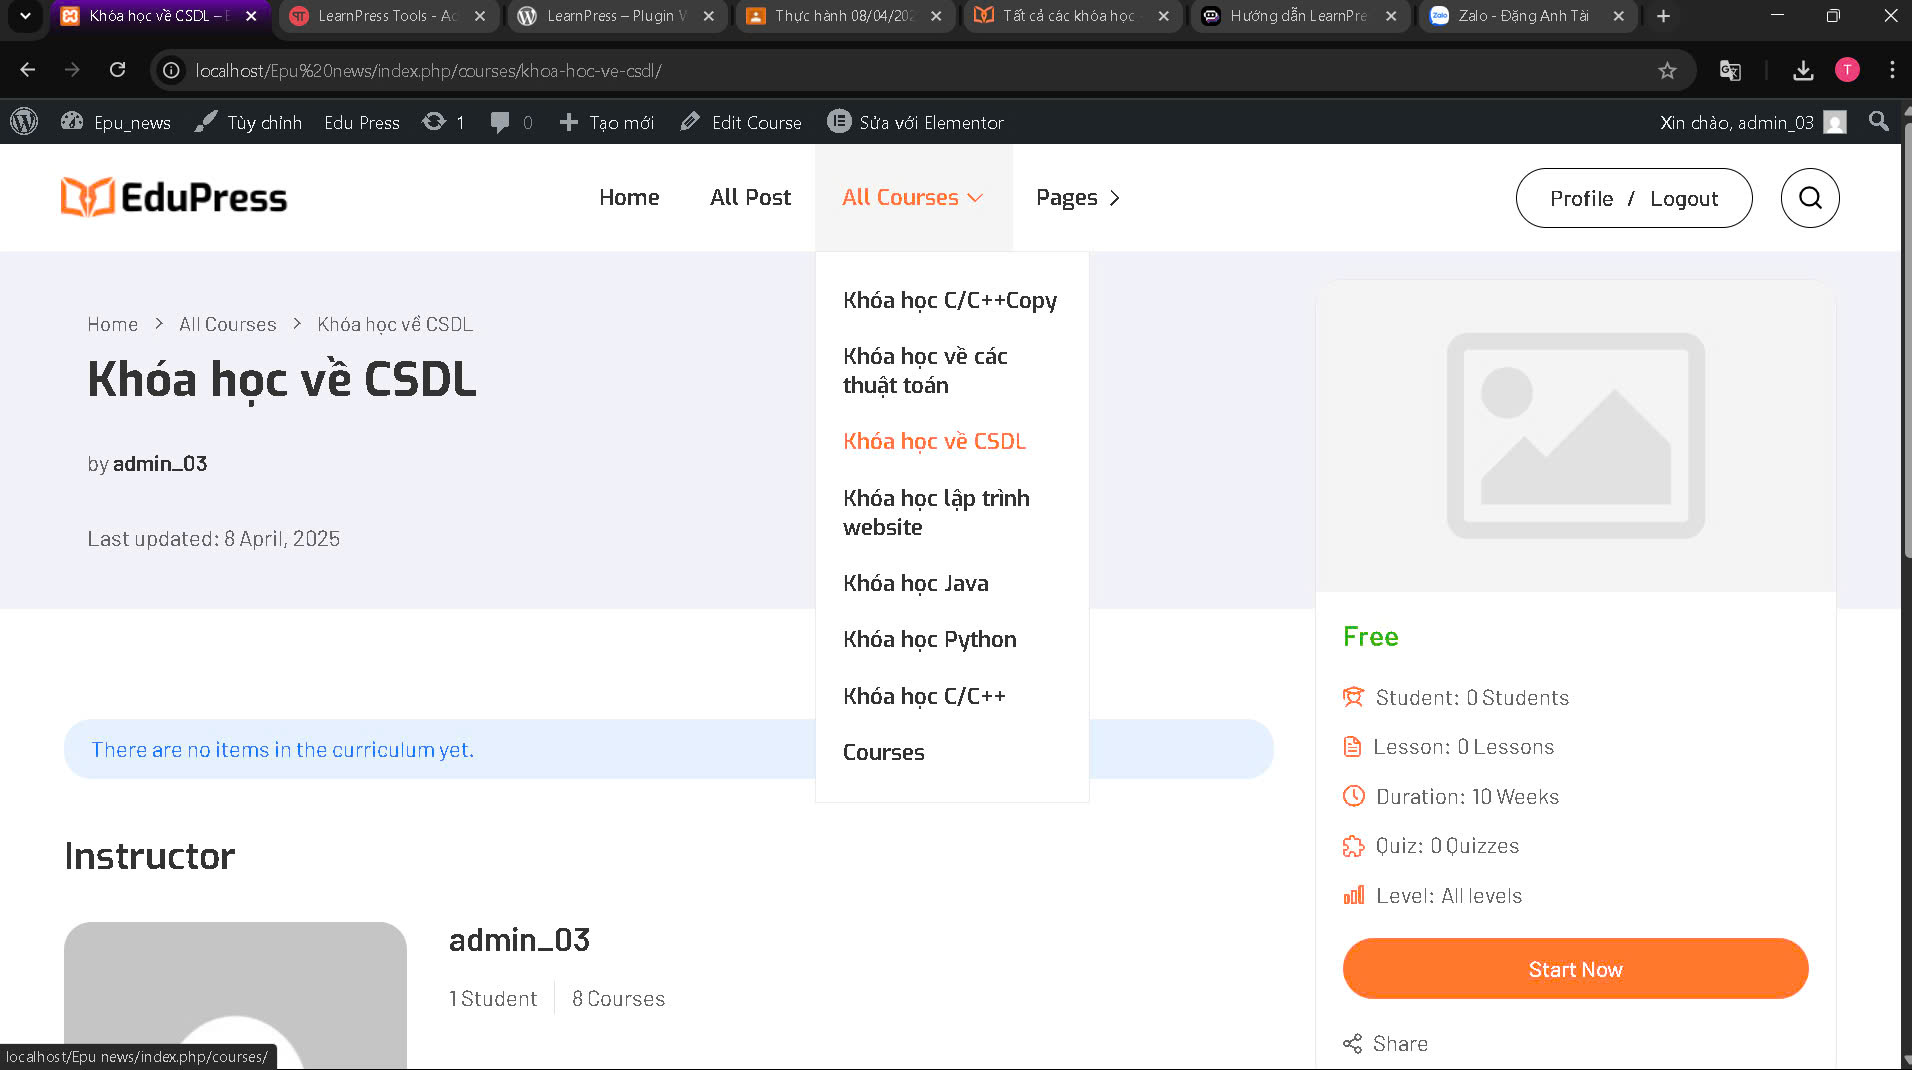 Khóa học về CSDL – E
LearnPress Tools - Ac
LearnPress – Plugin W
Thực hành 08/04/202
Tất cả các khóa học -
Hướng dẫn LearnPre
Zalo - Đặng Anh Tài
localhost/Epu%20news/index.php/courses/khoa-hoc-ve-csdl/
T
Epu_news
Tùy chỉnh
Edu Press
1
0
Tạo mới
Edit Course
Sửa với Elementor
Xin chào, admin_03
EduPress
Home
All Post
All Courses
Pages
Profile / Logout
Home > All Courses > Khóa học về CSDL
Khóa học về CSDL
by admin_03
Last updated: 8 April, 2025
Khóa học C/C++Copy
Khóa học về các
thuật toán
Khóa học về CSDL
Khóa học lập trình
website
Khóa học Java
Khóa học Python
Khóa học C/C++
Courses
Free
Student: 0 Students
Lesson: 0 Lessons
Duration: 10 Weeks
Quiz: 0 Quizzes
Level: All levels
Start Now
Share
There are no items in the curriculum yet.
Instructor
admin_03
1 Student
8 Courses
localhost/Epu news/index.php/courses/